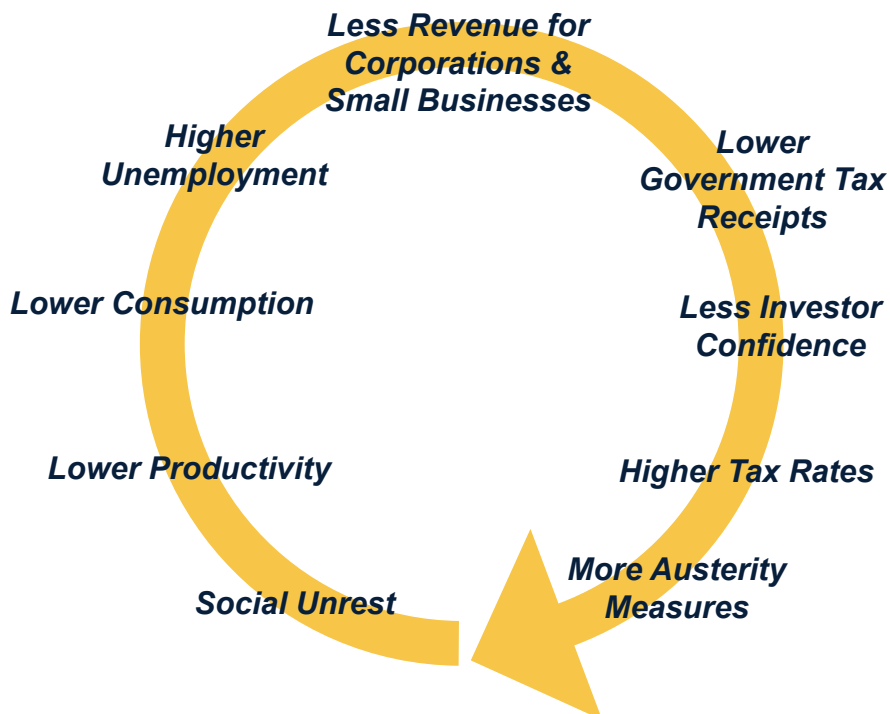 Less Revenue for
Corporations &
Small Businesses
Lower
Government Tax
Receipts
Less Investor
Confidence
Higher Tax Rates
More Austerity
Measures
Social Unrest
Lower Productivity
Lower Consumption
Higher
Unemployment